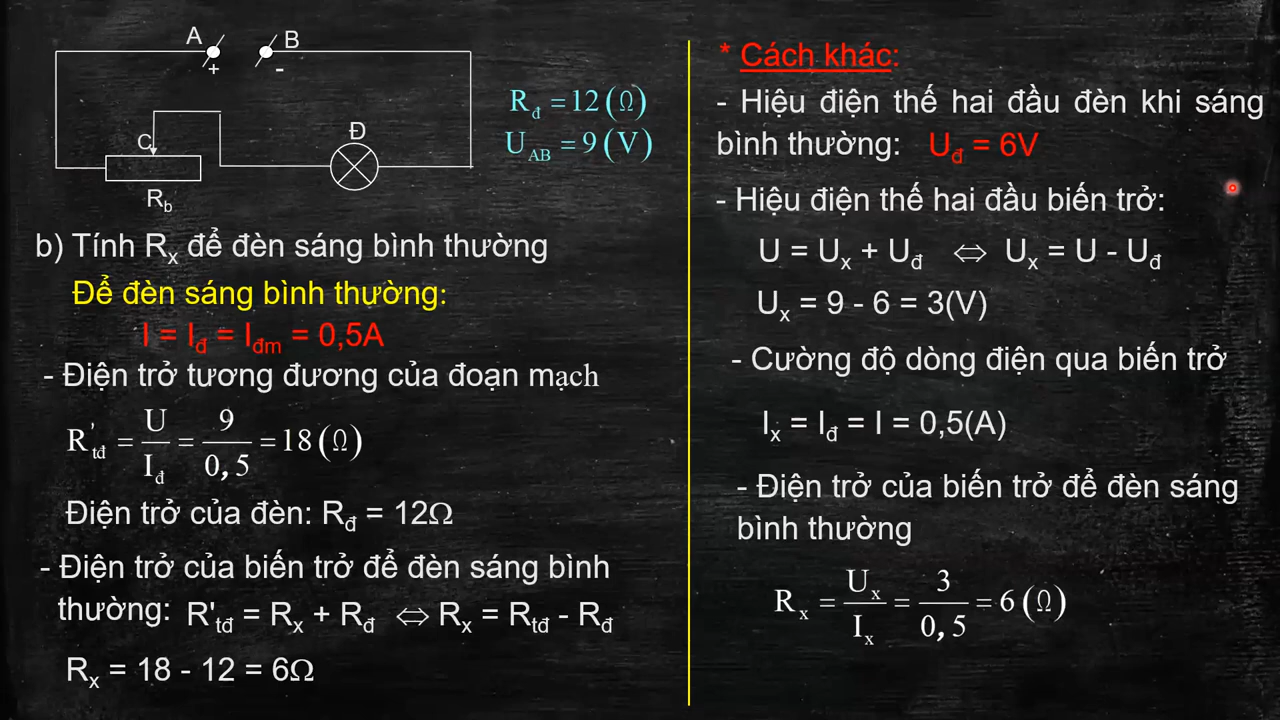 A B
+ -
C Đ
R_b
R_đ = 12 (Ω)
U_AB = 9 (V)
b) Tính R_x để đèn sáng bình thường
Để đèn sáng bình thường:
I = I_đ = I_đm = 0,5A
- Điện trở tương đương của đoạn mạch
R'_tđ = U/I_đ = 9/0,5 = 18 (Ω)
Điện trở của đèn: R_đ = 12Ω
- Điện trở của biến trở để đèn sáng bình
thường: R'_tđ = R_x + R_đ ⇔ R_x = R_tđ - R_đ
R_x = 18 - 12 = 6Ω
* Cách khác:
- Hiệu điện thế hai đầu đèn khi sáng
bình thường: U_đ = 6V
- Hiệu điện thế hai đầu biến trở:
U = U_x + U_đ ⇔ U_x = U - U_đ
U_x = 9 - 6 = 3(V)
- Cường độ dòng điện qua biến trở
I_x = I_đ = I = 0,5(A)
- Điện trở của biến trở để đèn sáng
bình thường
R_x = U_x/I_x = 3/0,5 = 6 (Ω)